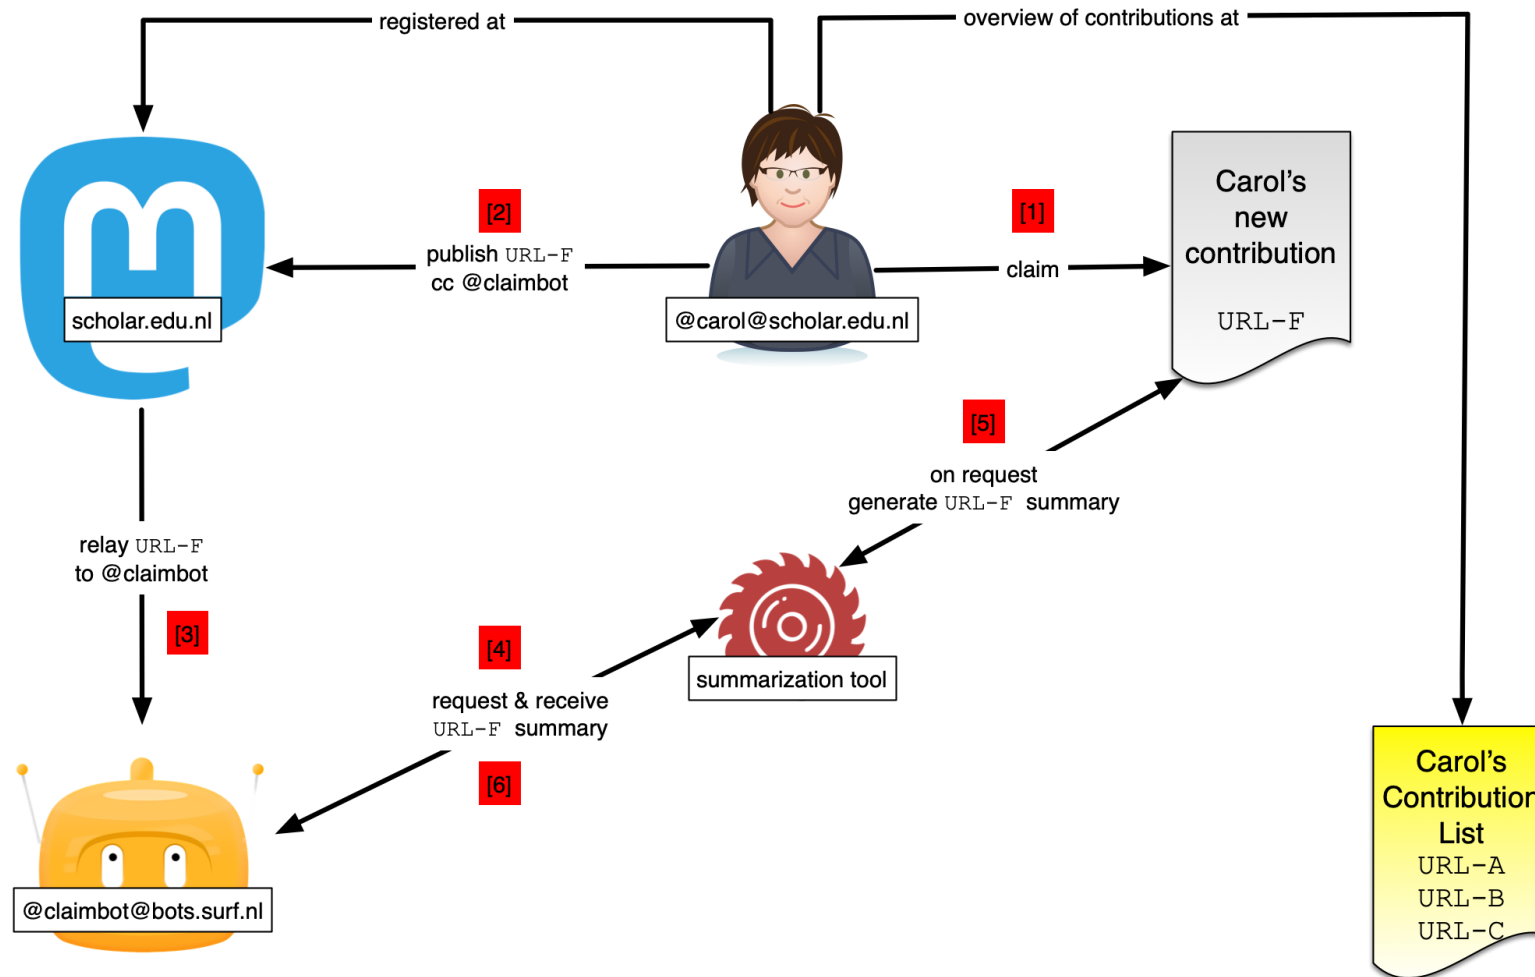 registered at
overview of contributions at
[2]
publish URL-F
cc @claimbot
scholar.edu.nl
@carol@scholar.edu.nl
[1]
claim
Carol's
new
contribution
URL-F
[5]
on request
generate URL-F summary
relay URL-F
to @claimbot
[3]
[4]
request & receive
URL-F summary
[6]
summarization tool
@claimbot@bots.surf.nl
Carol's
Contribution
List
URL-A
URL-B
URL-C